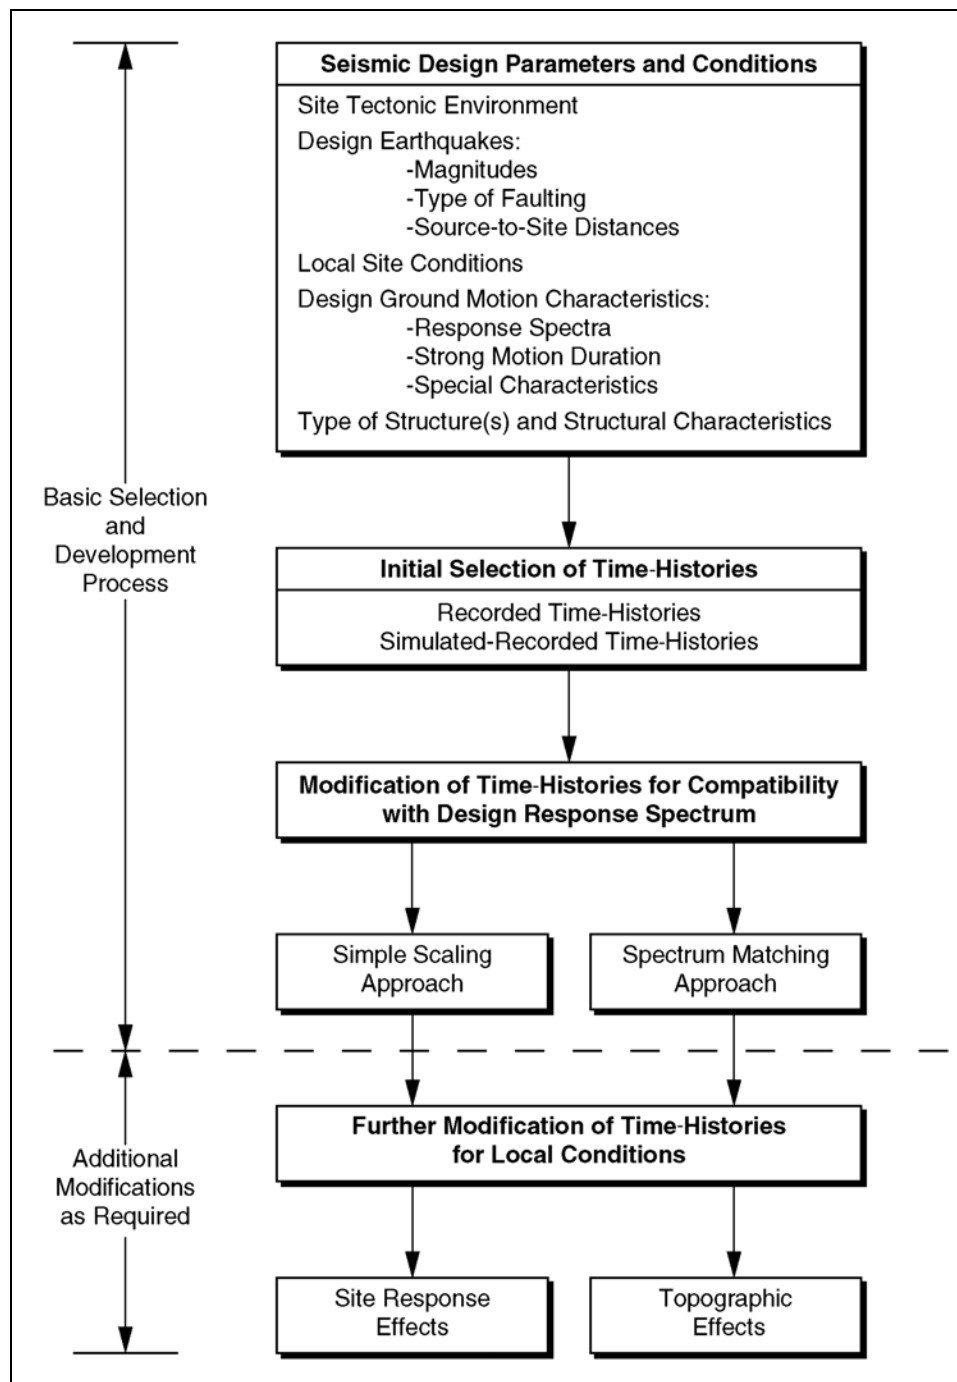 Seismic Design Parameters and Conditions
Site Tectonic Environment
Design Earthquakes:
-Magnitudes
-Type of Faulting
-Source-to-Site Distances
Local Site Conditions
Design Ground Motion Characteristics:
-Response Spectra
-Strong Motion Duration
-Special Characteristics
Type of Structure(s) and Structural Characteristics
Basic Selection
and
Development
Process
Initial Selection of Time-Histories
Recorded Time-Histories
Simulated-Recorded Time-Histories
Modification of Time-Histories for Compatibility
with Design Response Spectrum
Simple Scaling
Approach
Spectrum Matching
Approach
Additional
Modifications
as Required
Further Modification of Time-Histories
for Local Conditions
Site Response
Effects
Topographic
Effects